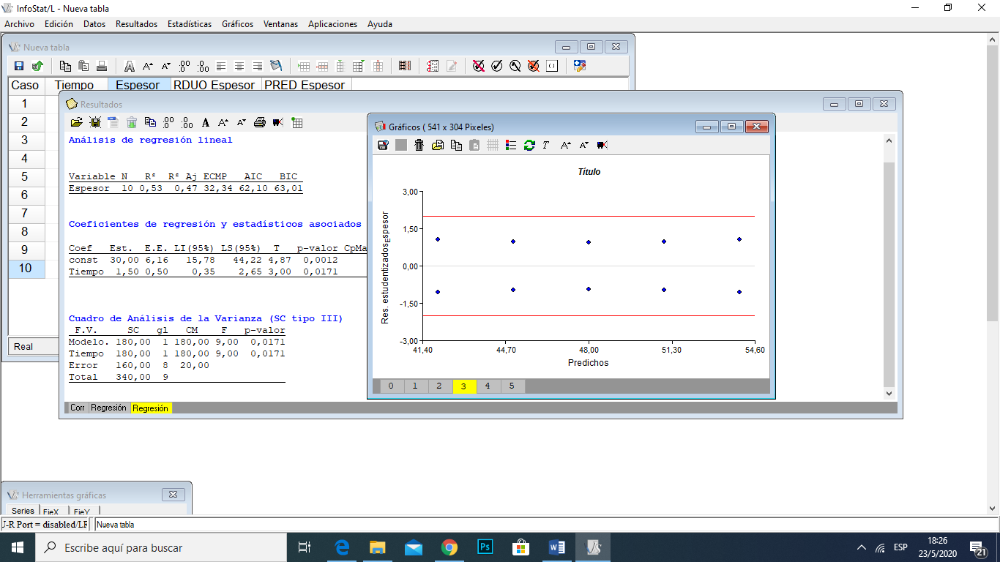 InfoStat/L - Nueva tabla
Archivo Edición Datos Resultados Estadísticas Gráficos Ventanas Aplicaciones Ayuda
Nueva tabla
Caso Tiempo Espesor RDUO Espesor PRED Espesor
1
2
3
4
5
6
7
8
9
10
Real
Resultados
Análisis de regresión lineal
Variable N R² R² Aj ECMP AIC BIC
Espesor 10 0,53 0,47 32,34 62,10 63,01
Coeficientes de regresión y estadísticos asociados
Coef Est. E.E. LI(95%) LS(95%) T p-valor CpMa
const 30,00 6,16 15,78 44,22 4,87 0,0012
Tiempo 1,50 0,50 0,35 2,65 3,00 0,0171
Cuadro de Análisis de la Varianza (SC tipo III)
F.V. SC gl CM F p-valor
Modelo. 180,00 1 180,00 9,00 0,0171
Tiempo 180,00 1 180,00 9,00 0,0171
Error 160,00 8 20,00
Total 340,00 9
Corr Regresión Regresión
Gráficos ( 541 x 304 Pixeles)
Título
3,00
1,50
0,00
-1,50
-3,00
Res. estudentizados_Espesor
41,40 44,70 48,00 51,30 54,60
Predichos
0 1 2 3 4 5
Herramientas gráficas
Series EjeX EjeY
J-R Port = disabled/LF Nueva tabla
Escribe aquí para buscar
Ps
ESP
18:26
23/5/2020
21